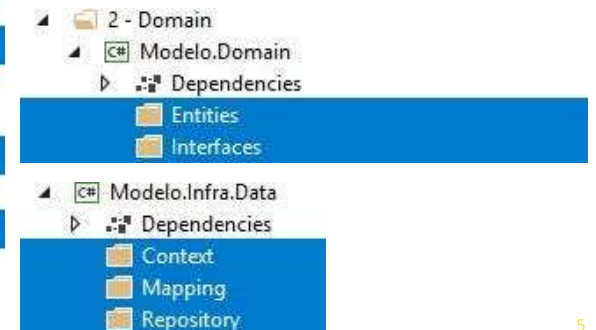 2 - Domain
C# Modelo.Domain
Dependencies
Entities
Interfaces
C# Modelo.Infra.Data
Dependencies
Context
Mapping
Repository
5